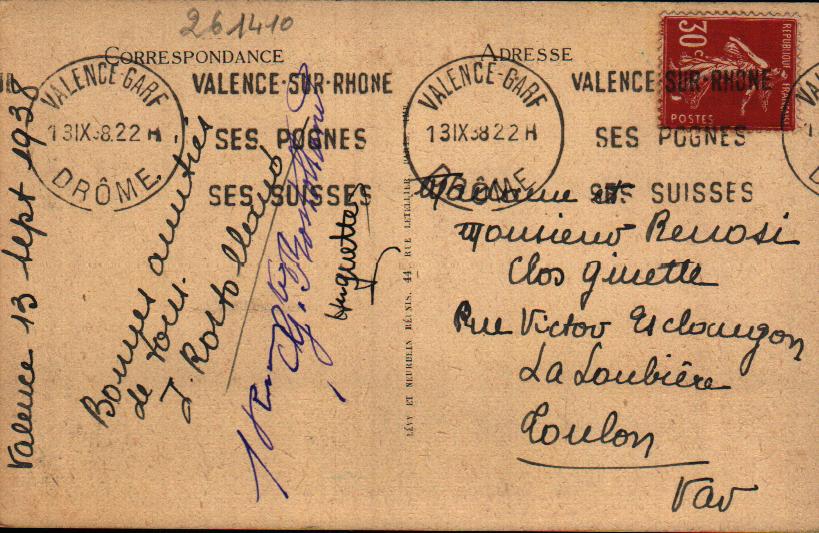 261410
CORRESPONDANCE
VALENCE-GARE
13 IX 38. 22 H
DRÔME
VALENCE-SUR-RHONE
SES POGNES
SES SUISSES
Valence 13 sept 1938
Bonnes amitiés
de tous.
J. Rostolland
G. Rostolland
Huguette
LÉVY ET NEURDEIN RÉUNIS, 44, RUE LETELLIER
ADRESSE
VALENCE-GARE
13 IX 38 22 H
DRÔME
VALENCE-SUR-RHONE
SES POGNES
SES SUISSES
30c
REPUBLIQUE FRANÇAISE
POSTES
Madame et
Monsieur Renosi
Clos Ginette
Rue Victor Esclangon
La Loubière
Toulon
Var